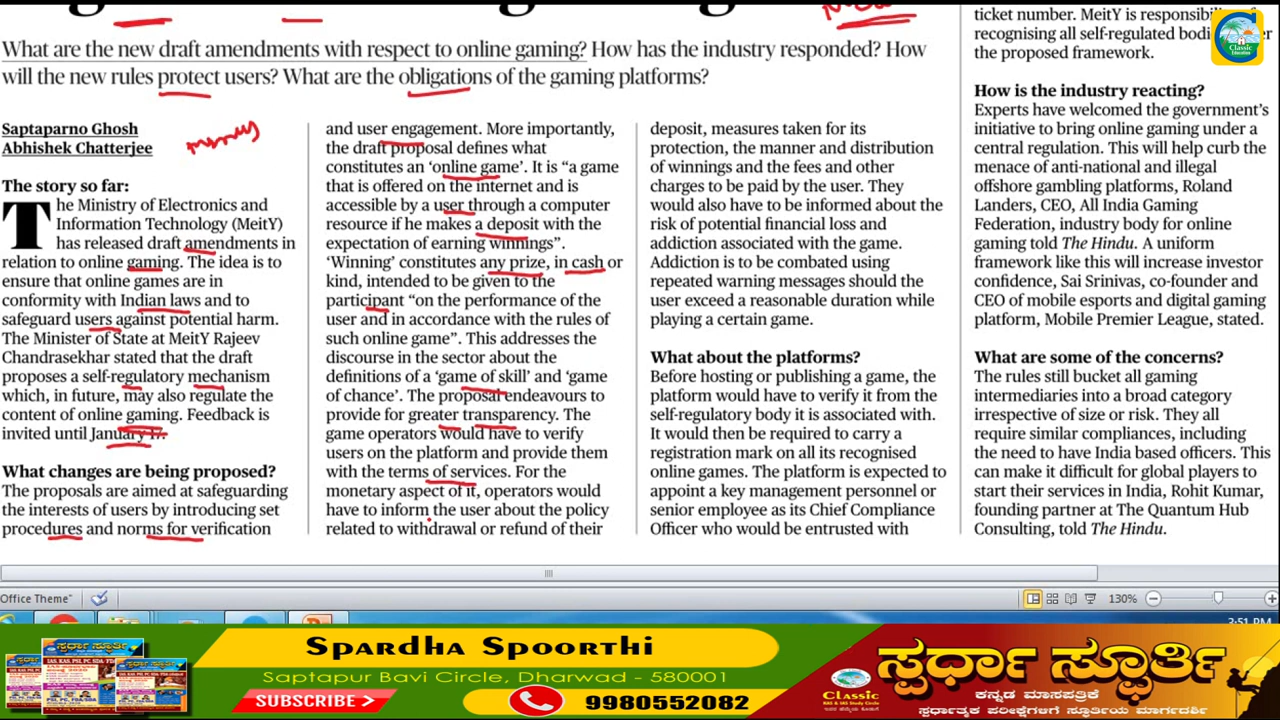 What are the new draft amendments with respect to online gaming? How has the industry responded? How
will the new rules protect users? What are the obligations of the gaming platforms?
Saptaparno Ghosh
Abhishek Chatterjee
The story so far:
The Ministry of Electronics and
Information Technology (MeitY)
has released draft amendments in
relation to online gaming. The idea is to
ensure that online games are in
conformity with Indian laws and to
safeguard users against potential harm.
The Minister of State at MeitY Rajeev
Chandrasekhar stated that the draft
proposes a self-regulatory mechanism
which, in future, may also regulate the
content of online gaming. Feedback is
invited until January 17.
What changes are being proposed?
The proposals are aimed at safeguarding
the interests of users by introducing set
procedures and norms for verification
and user engagement. More importantly,
the draft proposal defines what
constitutes an ‘online game’. It is “a game
that is offered on the internet and is
accessible by a user through a computer
resource if he makes a deposit with the
expectation of earning winnings”.
‘Winning’ constitutes any prize, in cash or
kind, intended to be given to the
participant “on the performance of the
user and in accordance with the rules of
such online game”. This addresses the
discourse in the sector about the
definitions of a ‘game of skill’ and ‘game
of chance’. The proposal endeavours to
provide for greater transparency. The
game operators would have to verify
users on the platform and provide them
with the terms of services. For the
monetary aspect of it, operators would
have to inform the user about the policy
related to withdrawal or refund of their
deposit, measures taken for its
protection, the manner and distribution
of winnings and the fees and other
charges to be paid by the user. They
would also have to be informed about the
risk of potential financial loss and
addiction associated with the game.
Addiction is to be combated using
repeated warning messages should the
user exceed a reasonable duration while
playing a certain game.
What about the platforms?
Before hosting or publishing a game, the
platform would have to verify it from the
self-regulatory body it is associated with.
It would then be required to carry a
registration mark on all its recognised
online games. The platform is expected to
appoint a key management personnel or
senior employee as its Chief Compliance
Officer who would be entrusted with
ticket number. MeitY is
recognising all self-regulated
the proposed framework.
How is the industry reacting?
Experts have welcomed the government’s
initiative to bring online gaming under a
central regulation. This will help curb the
menace of anti-national and illegal
offshore gambling platforms, Roland
Landers, CEO, All India Gaming
Federation, industry body for online
gaming told The Hindu. A uniform
framework like this will increase investor
confidence, Sai Srinivas, co-founder and
CEO of mobile esports and digital gaming
platform, Mobile Premier League, stated.
What are some of the concerns?
The rules still bucket all gaming
intermediaries into a broad category
irrespective of size or risk. They all
require similar compliances, including
the need to have India based officers. This
can make it difficult for global players to
start their services in India, Rohit Kumar,
founding partner at The Quantum Hub
Consulting, told The Hindu.
Classic
Education
Office Theme"
130%
3:51 PM
Spardha Spoorthi
Saptapur Bavi Circle, Dharwad - 580001
SUBSCRIBE
9980552082
Classic
ಸ್ಪರ್ಧಾ ಸ್ಫೂರ್ತಿ
ಕನ್ನಡ ಮಾಸಪತ್ರಿಕೆ
ಸ್ಪರ್ಧಾತ್ಮಕ ಪರೀಕ್ಷೆಗಳಿಗೆ ಸ್ಫೂರ್ತಿಯ ಮಾರ್ಗದರ್ಶಿ